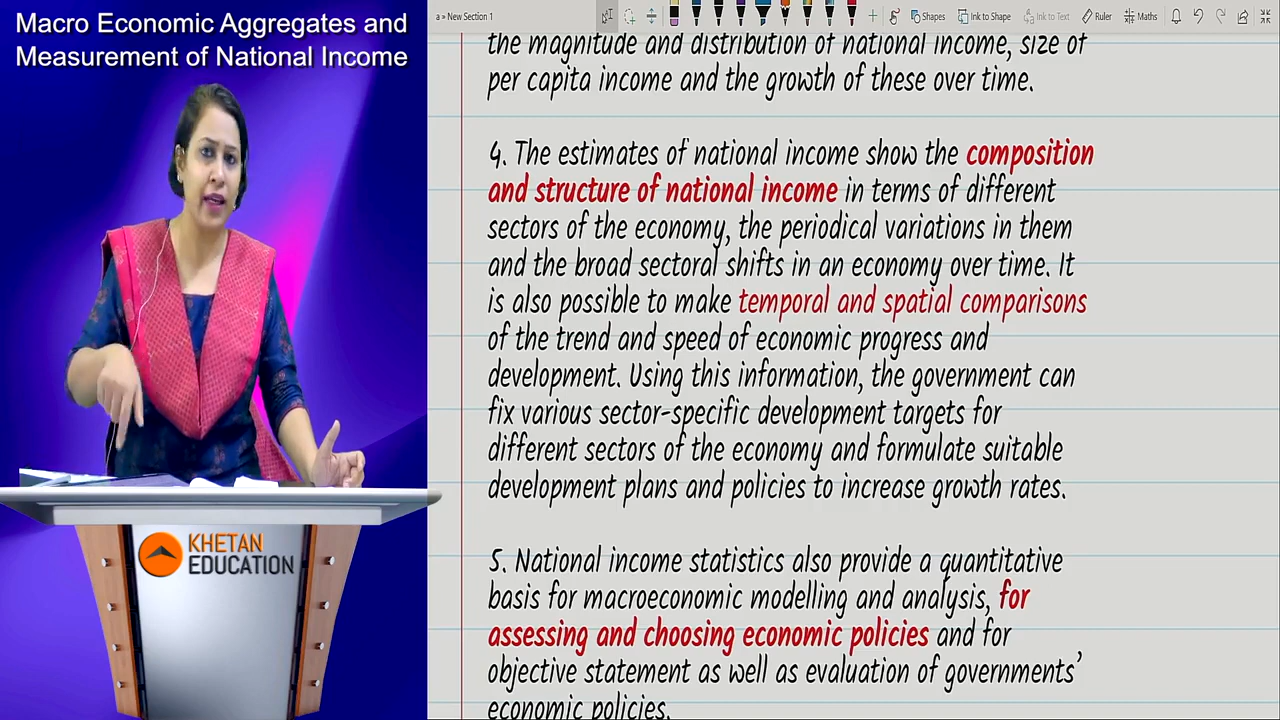 Macro Economic Aggregates and
Measurement of National Income
a » New Section 1
Shapes
Ink to Shape
Ink to Text
Ruler
Maths
the magnitude and distribution of national income, size of
per capita income and the growth of these over time.
4. The estimates of national income show the composition
and structure of national income in terms of different
sectors of the economy, the periodical variations in them
and the broad sectoral shifts in an economy over time. It
is also possible to make temporal and spatial comparisons
of the trend and speed of economic progress and
development. Using this information, the government can
fix various sector-specific development targets for
different sectors of the economy and formulate suitable
development plans and policies to increase growth rates.
5. National income statistics also provide a quantitative
basis for macroeconomic modelling and analysis, for
assessing and choosing economic policies and for
objective statement as well as evaluation of governments’
economic policies.
KHETAN
EDUCATION